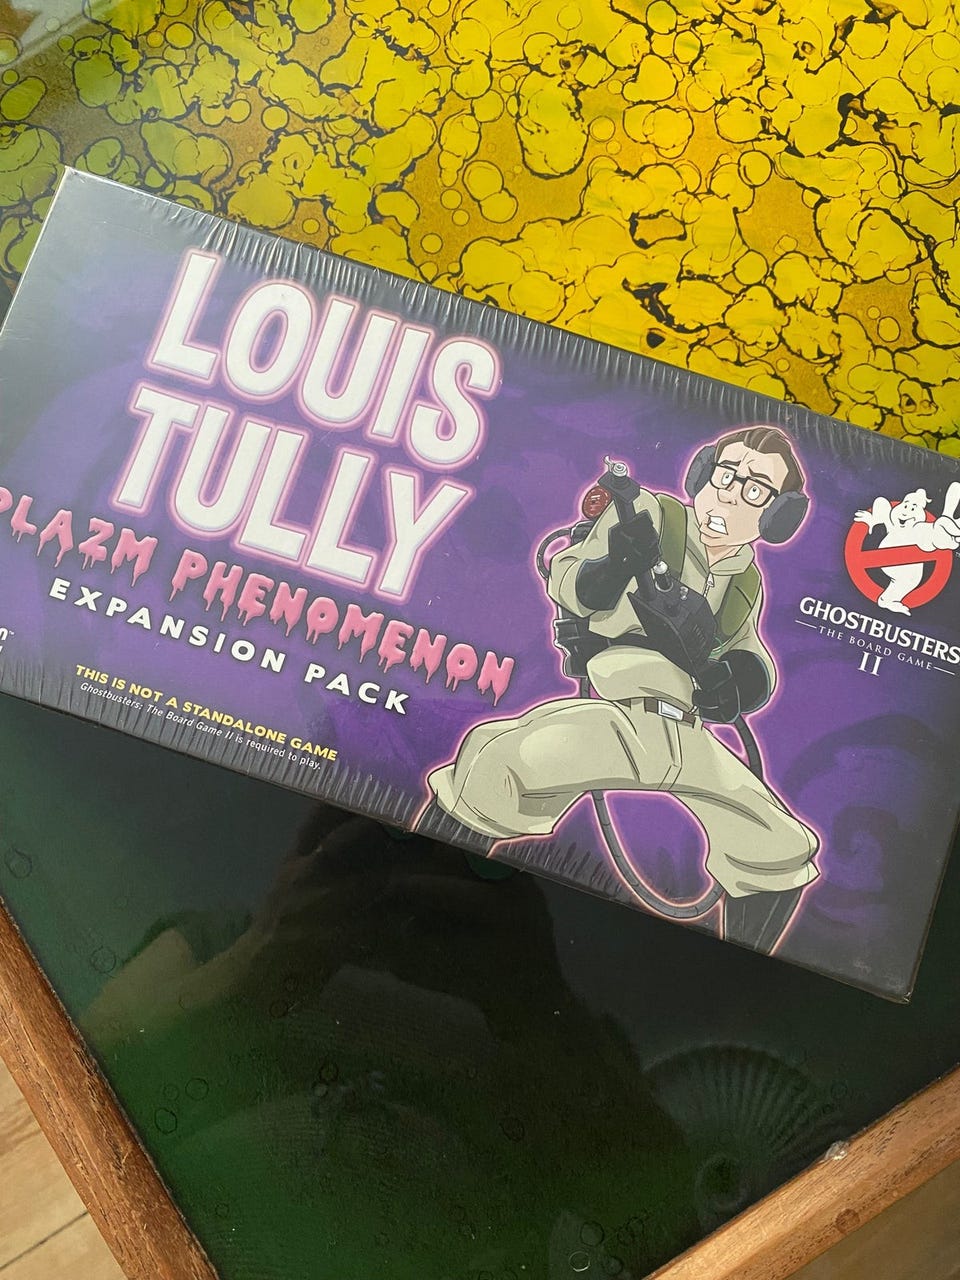 LOUIS
TULLY
PLAZM PHENOMENON
EXPANSION PACK
THIS IS NOT A STANDALONE GAME
Ghostbusters: The Board Game II is required to play.
GHOSTBUSTERS
THE BOARD GAME
II